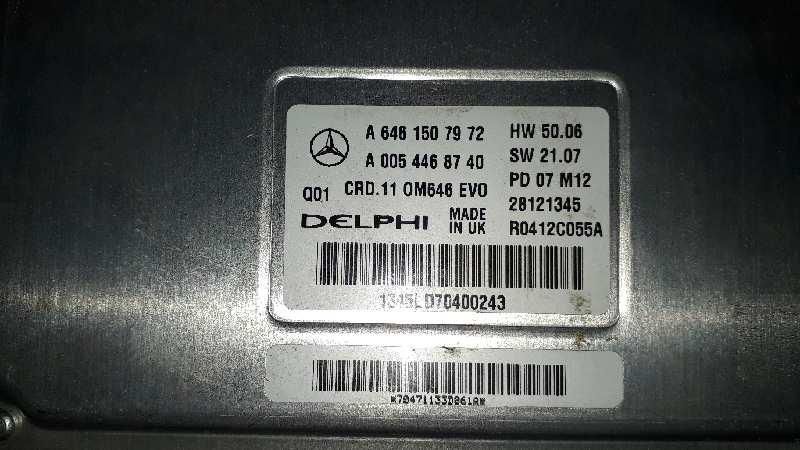 A 646 150 79 72 HW 50.06
A 005 446 87 40 SW 21.07
Q01 CRD.11 OM646 EVO PD 07 M12
28121345
DELPHI MADE IN UK R0412C055A
1345LD70400243